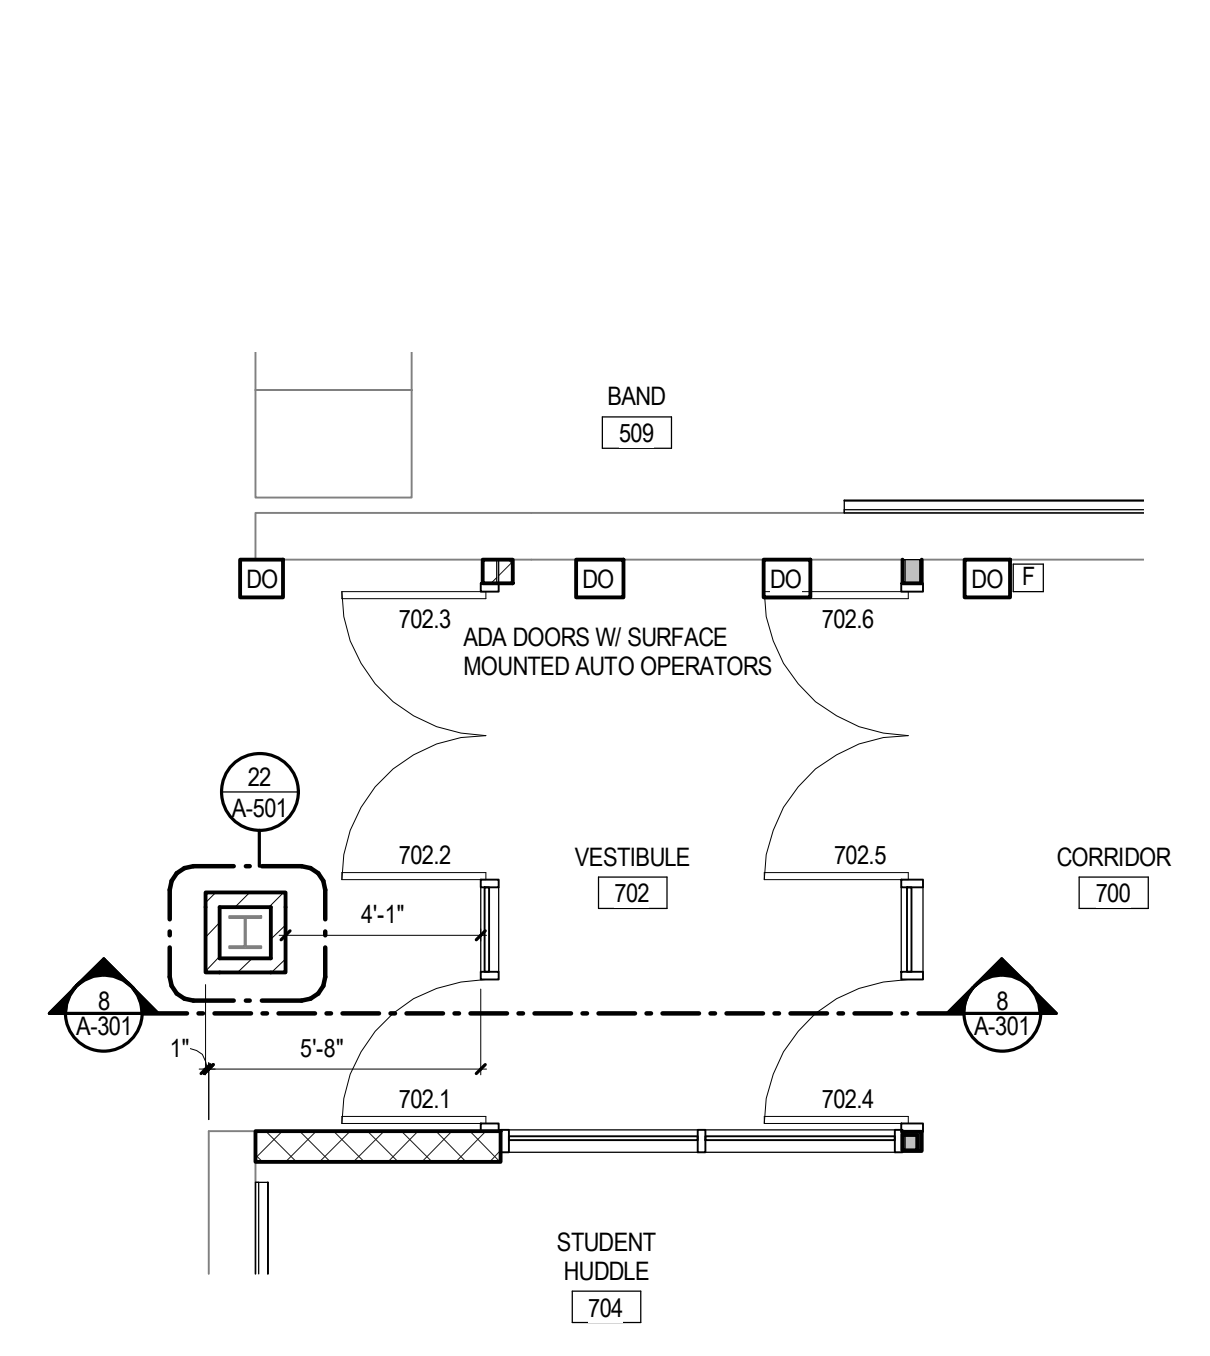 BAND
509
DO
DO
DO
DO
F
702.3
702.6
ADA DOORS W/ SURFACE
MOUNTED AUTO OPERATORS
22
A-501
702.2
VESTIBULE
702
702.5
CORRIDOR
700
4'-1"
8
A-301
8
A-301
1"
5'-8"
702.1
702.4
STUDENT
HUDDLE
704